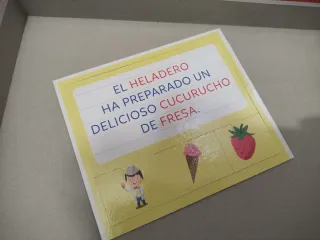 EL HELADERO
HA PREPARADO UN
DELICIOSO CUCURUCHO
DE FRESA.